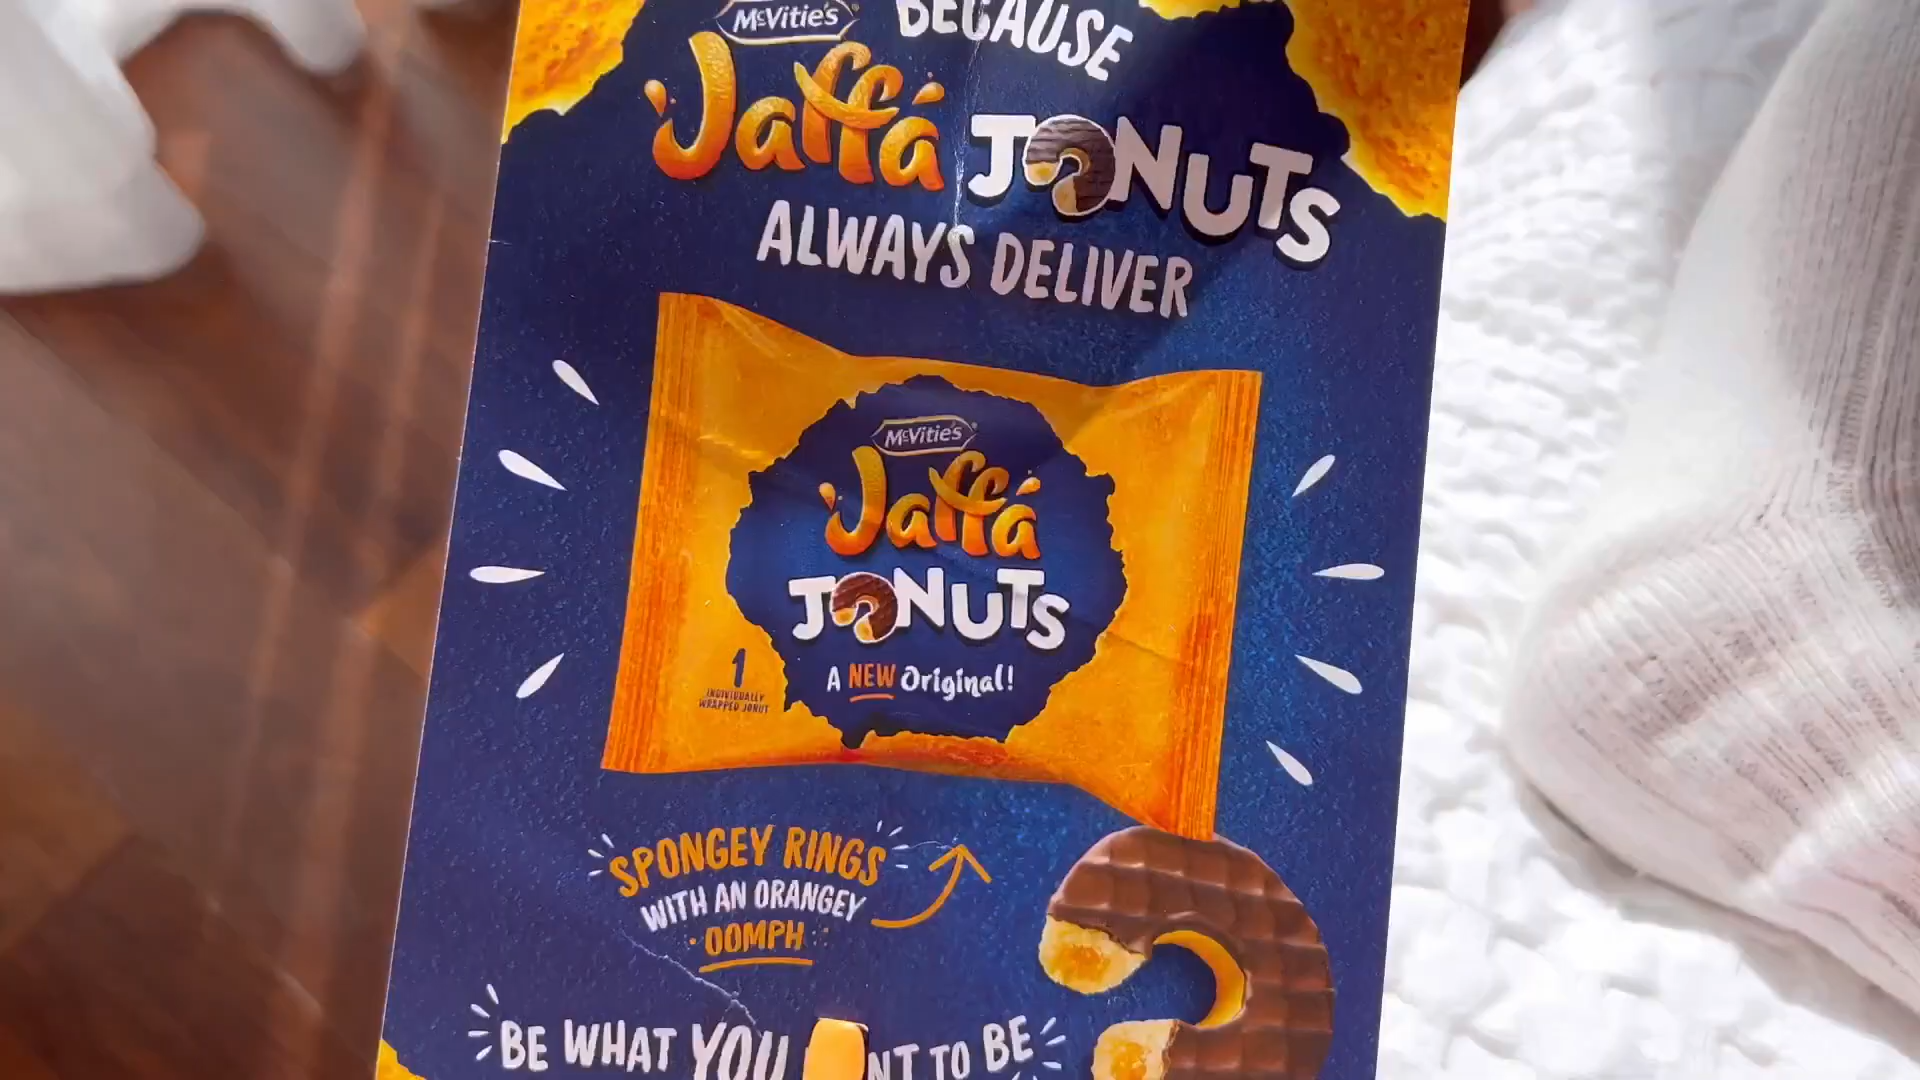 McVitie's
BECAUSE
Jaffa JONUTS
ALWAYS DELIVER
McVitie's
Jaffa
JONUTS
A NEW Original!
1
INDIVIDUALLY
WRAPPED JONUT
SPONGEY RINGS
WITH AN ORANGEY
OOMPH
BE WHAT YOU NT TO BE